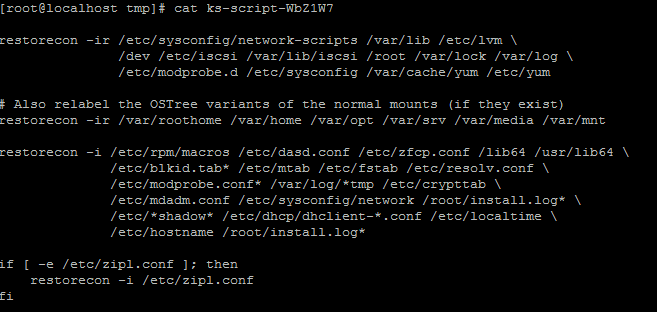 [root@localhost tmp]# cat ks-script-WbZ1W7
restorecon -ir /etc/sysconfig/network-scripts /var/lib /etc/lvm \
/dev /etc/iscsi /var/lib/iscsi /root /var/lock /var/log \
/etc/modprobe.d /etc/sysconfig /var/cache/yum /etc/yum
# Also relabel the OSTree variants of the normal mounts (if they exist)
restorecon -ir /var/roothome /var/home /var/opt /var/srv /var/media /var/mnt
restorecon -i /etc/rpm/macros /etc/dasd.conf /etc/zfcp.conf /lib64 /usr/lib64 \
/etc/blkid.tab* /etc/mtab /etc/fstab /etc/resolv.conf \
/etc/modprobe.conf* /var/log/*tmp /etc/crypttab \
/etc/mdadm.conf /etc/sysconfig/network /root/install.log* \
/etc/*shadow* /etc/dhcp/dhclient-*.conf /etc/localtime \
/etc/hostname /root/install.log*
if [ -e /etc/zipl.conf ]; then
restorecon -i /etc/zipl.conf
fi